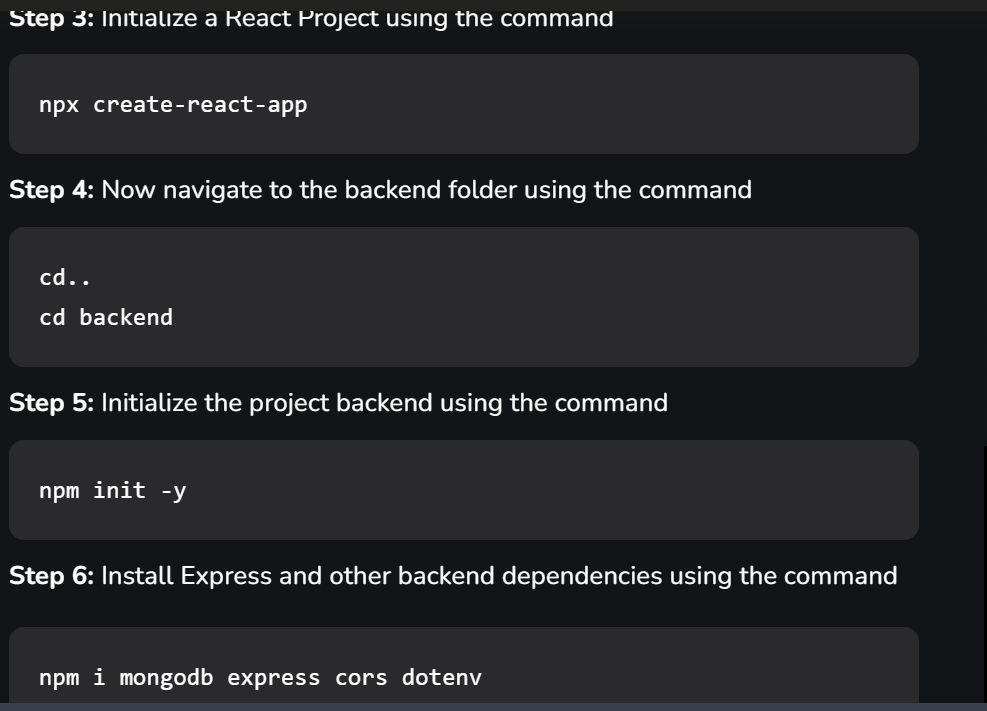 Step 3: Initialize a React Project using the command
npx create-react-app
Step 4: Now navigate to the backend folder using the command
cd..
cd backend
Step 5: Initialize the project backend using the command
npm init -y
Step 6: Install Express and other backend dependencies using the command
npm i mongodb express cors dotenv